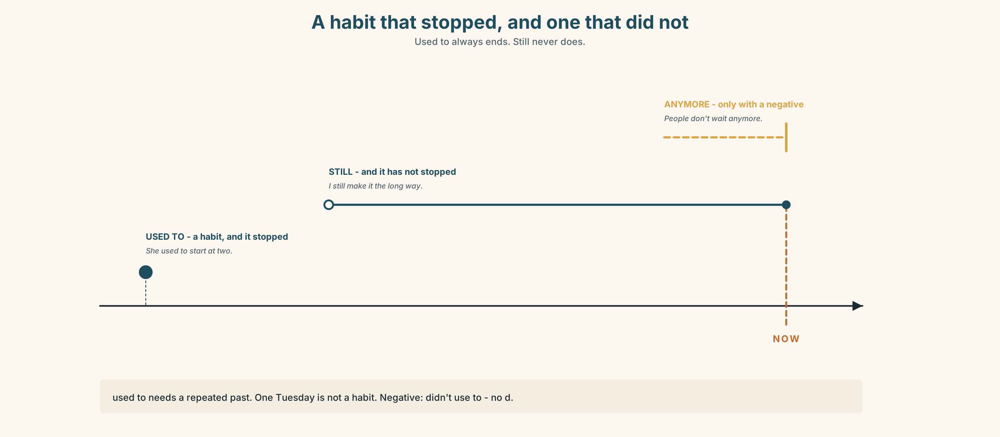 A habit that stopped, and one that did not
Used to always ends. Still never does.
ANYMORE - only with a negative
People don't wait anymore.
STILL - and it has not stopped
I still make it the long way.
USED TO - a habit, and it stopped
She used to start at two.
NOW
used to needs a repeated past. One Tuesday is not a habit. Negative: didn't use to - no d.